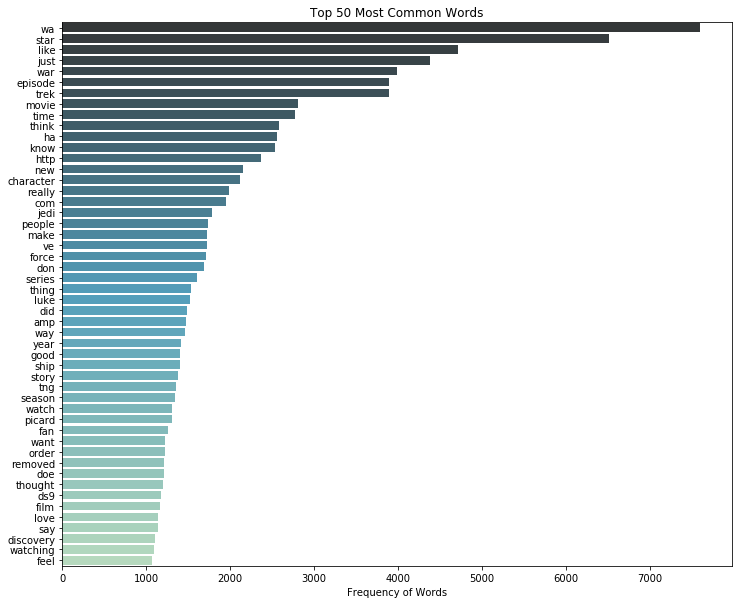 Top 50 Most Common Words
wa
star
like
just
war
episode
trek
movie
time
think
ha
know
http
new
character
really
com
jedi
people
make
ve
force
don
series
thing
luke
did
amp
way
year
good
ship
story
tng
season
watch
picard
fan
want
order
removed
doe
thought
ds9
film
love
say
discovery
watching
feel
0 1000 2000 3000 4000 5000 6000 7000
Frequency of Words